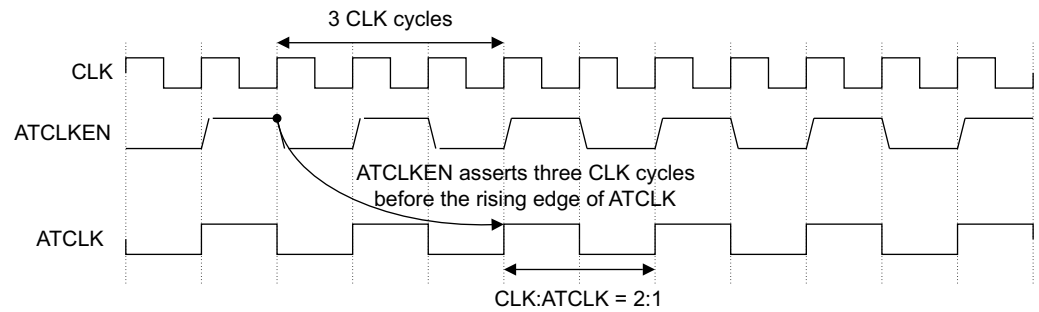 3 CLK cycles
CLK
ATCLKEN
ATCLKEN asserts three CLK cycles
before the rising edge of ATCLK
ATCLK
CLK:ATCLK = 2:1